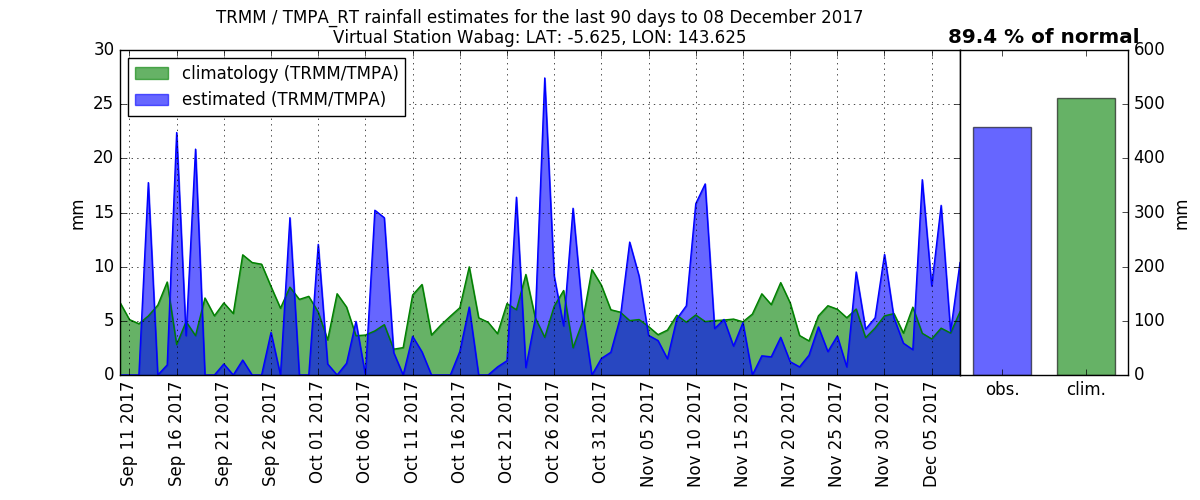 TRMM / TMPA_RT rainfall estimates for the last 90 days to 08 December 2017
Virtual Station Wabag: LAT: -5.625, LON: 143.625
89.4 % of normal
climatology (TRMM/TMPA)
estimated (TRMM/TMPA)
30
25
20
15
10
5
0
mm
600
500
400
300
200
100
0
mm
Sep 11 2017
Sep 16 2017
Sep 21 2017
Sep 26 2017
Oct 01 2017
Oct 06 2017
Oct 11 2017
Oct 16 2017
Oct 21 2017
Oct 26 2017
Oct 31 2017
Nov 05 2017
Nov 10 2017
Nov 15 2017
Nov 20 2017
Nov 25 2017
Nov 30 2017
Dec 05 2017
obs.
clim.